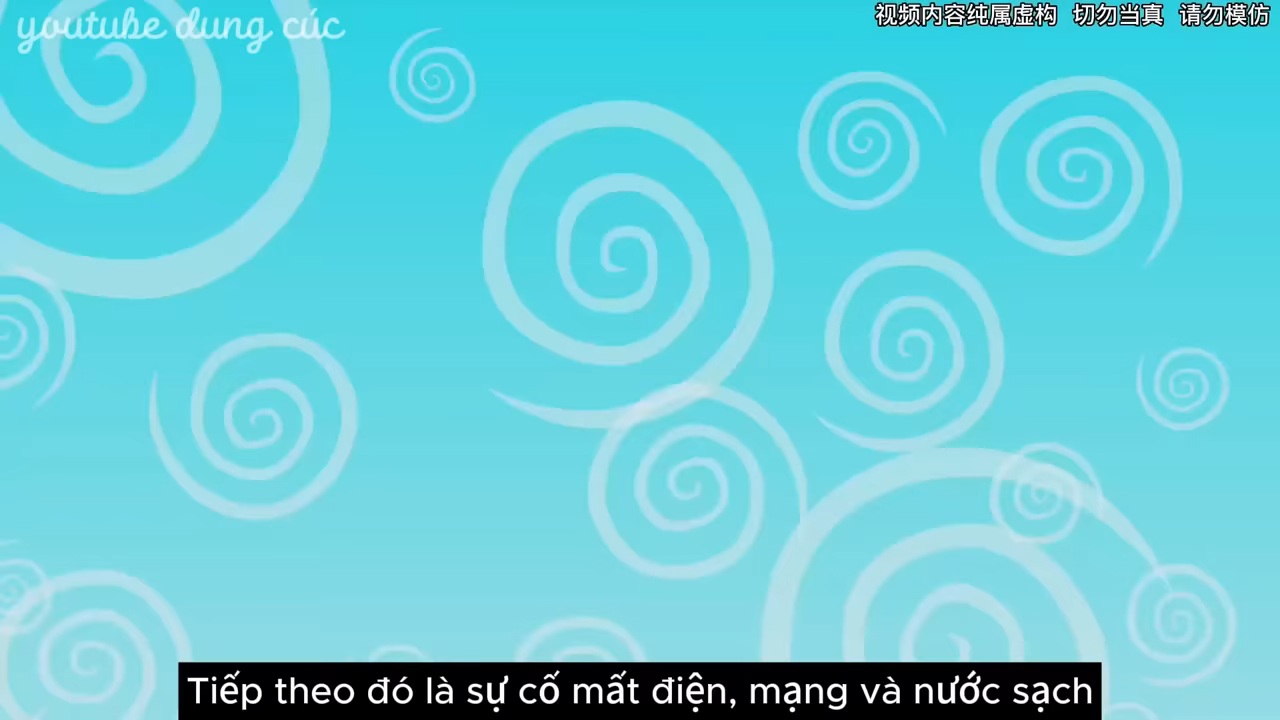 youtube dung cúc
视频内容纯属虚构 切勿当真 请勿模仿
Tiếp theo đó là sự cố mất điện, mạng và nước sạch